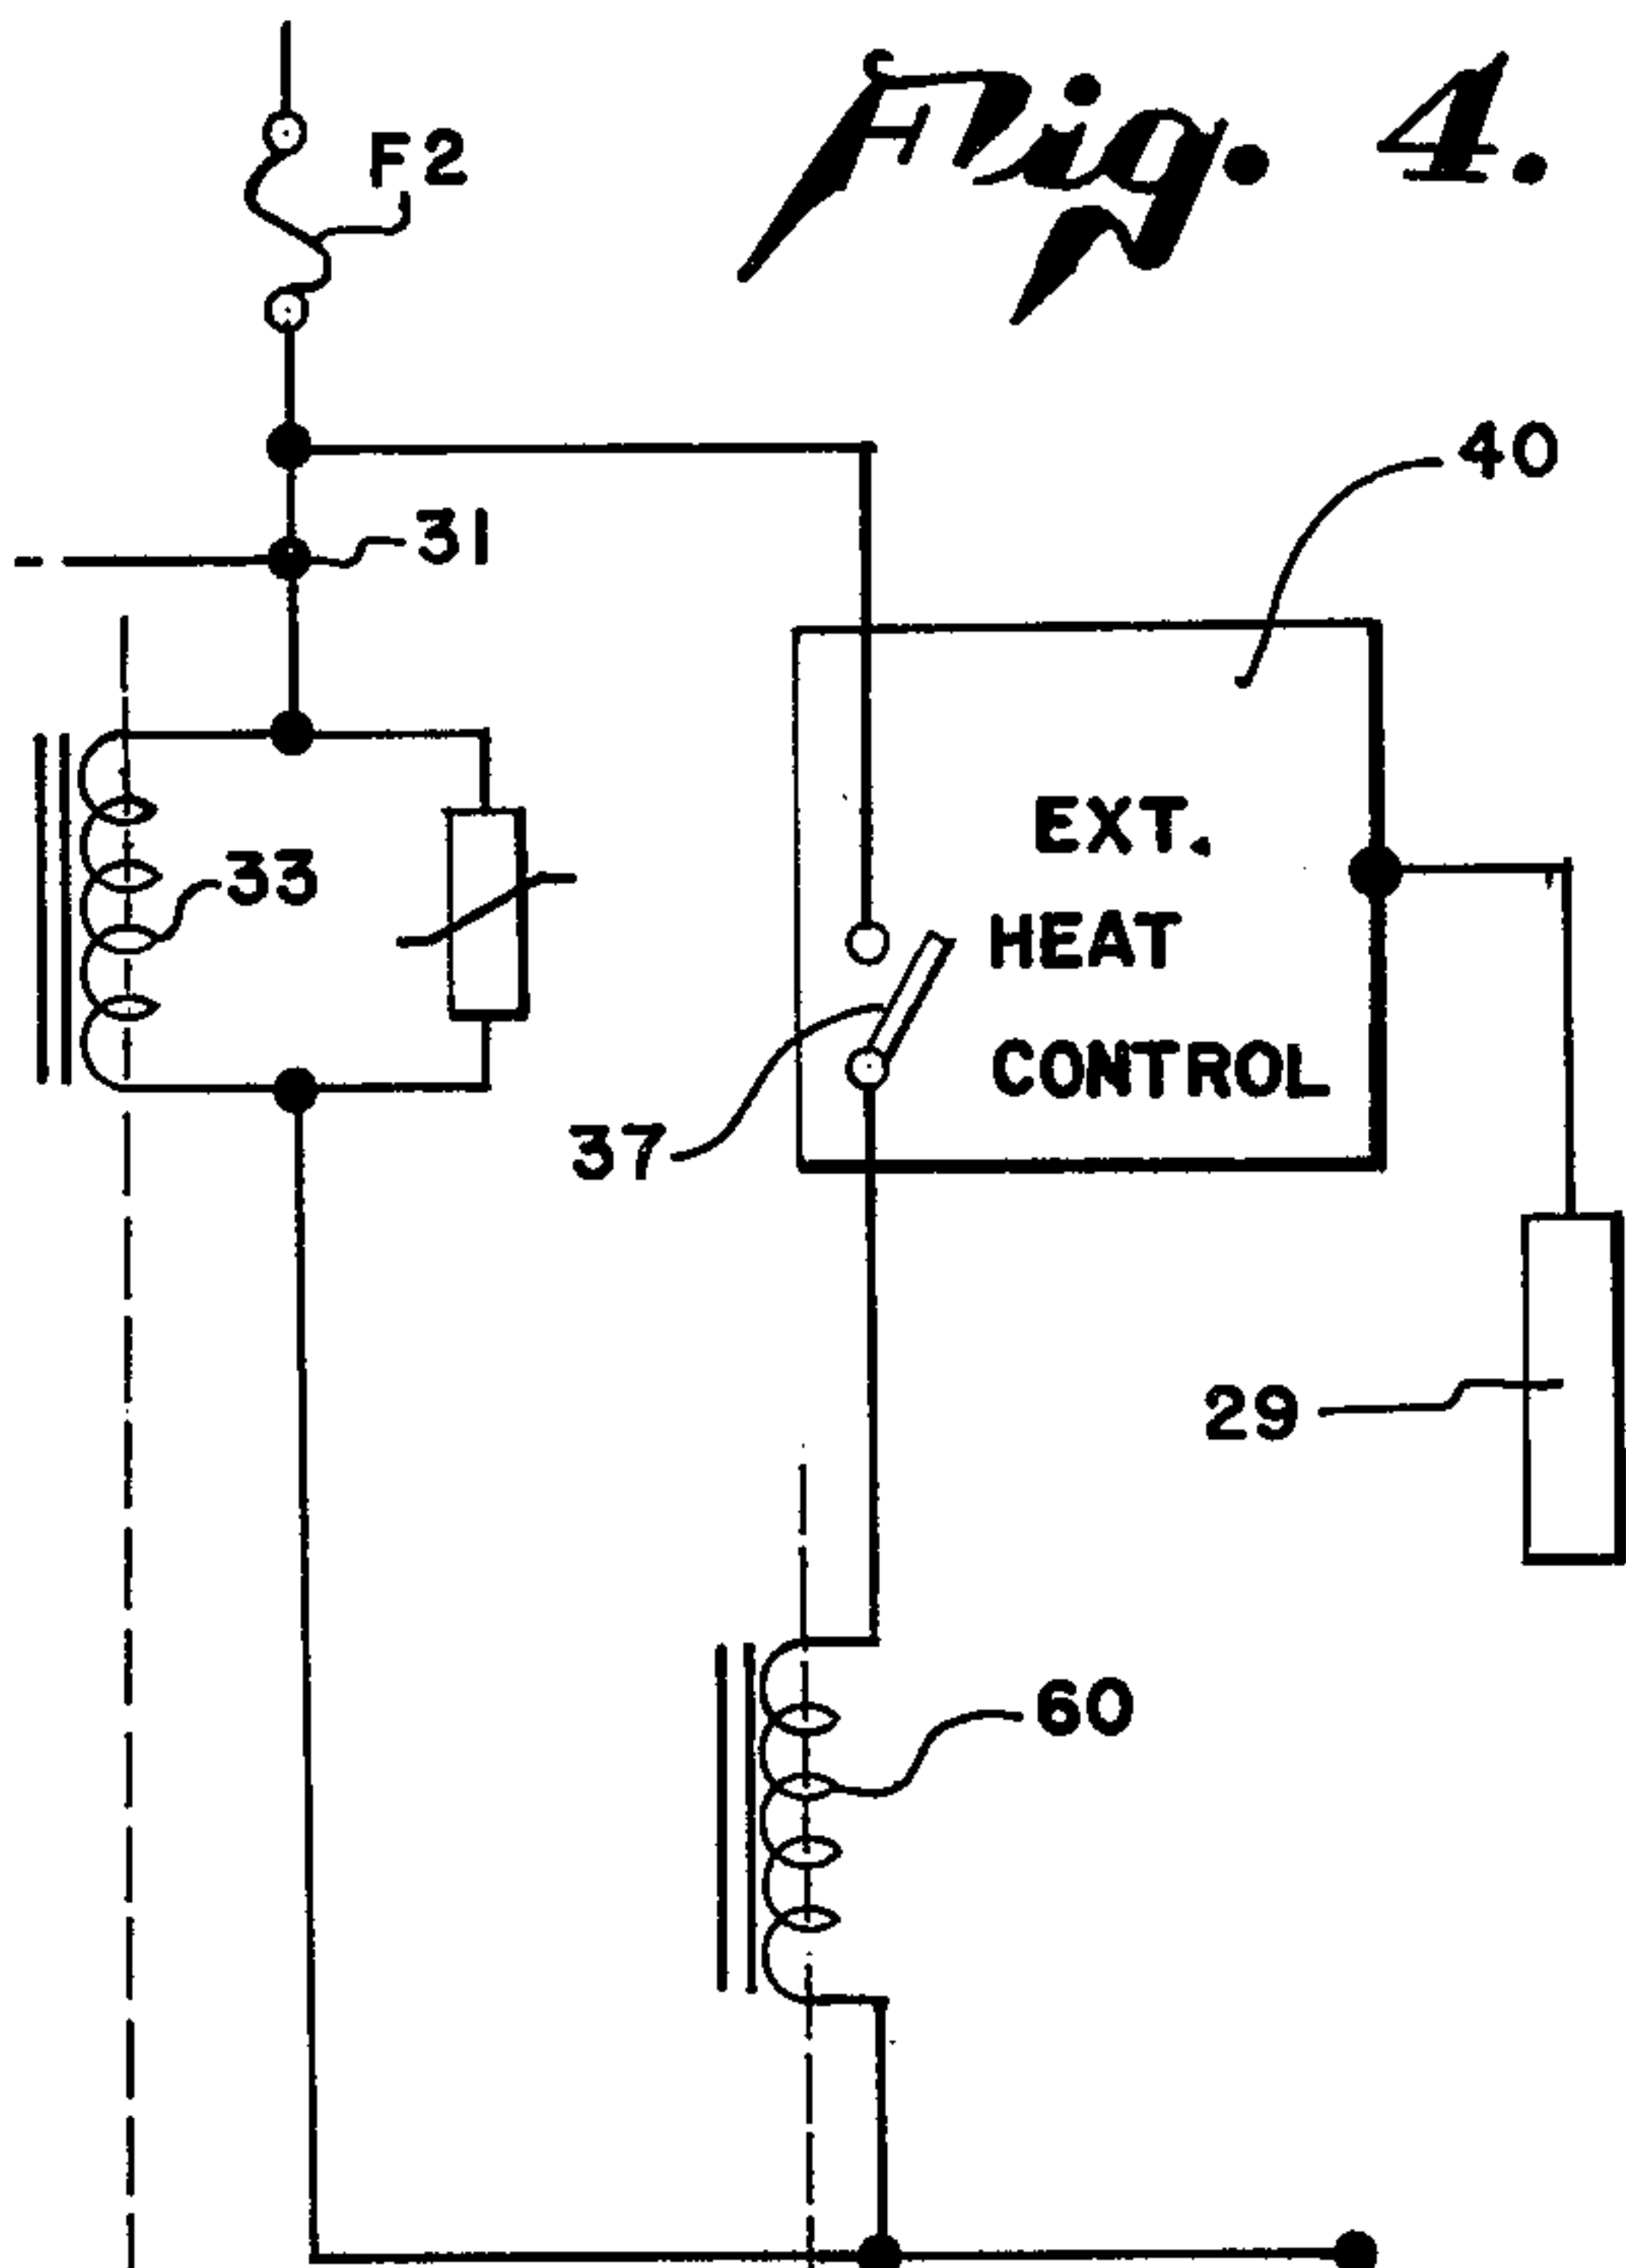 Fig. 4.
F2
40
31
EXT.
HEAT
CONTROL
33
37
29
60